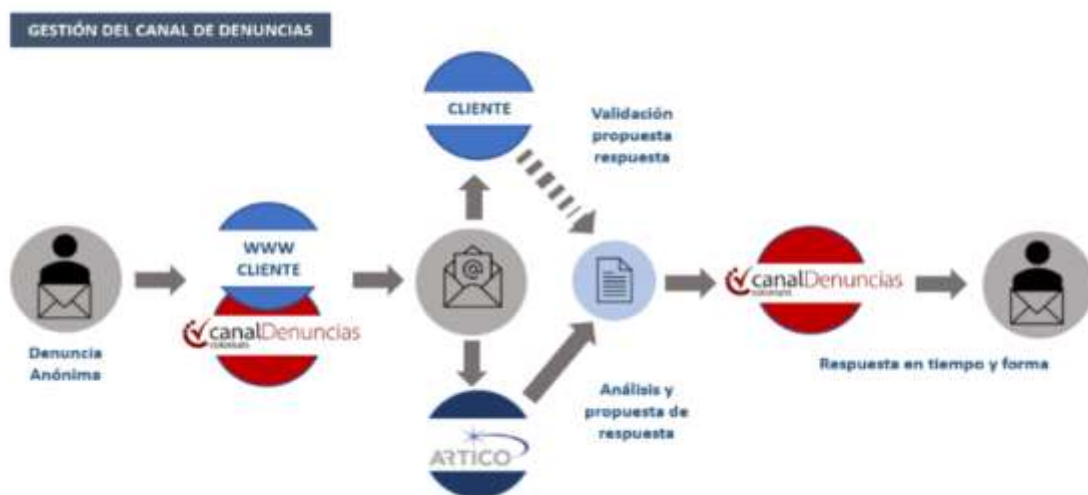 GESTIÓN DEL CANAL DE DENUNCIAS
CLIENTE
Validación
propuesta
respuesta
WWW
CLIENTE
canalDenuncias
@
canalDenuncias
Denuncia
Anónima
Respuesta en tiempo y forma
Análisis y
propuesta de
respuesta
ARTICO